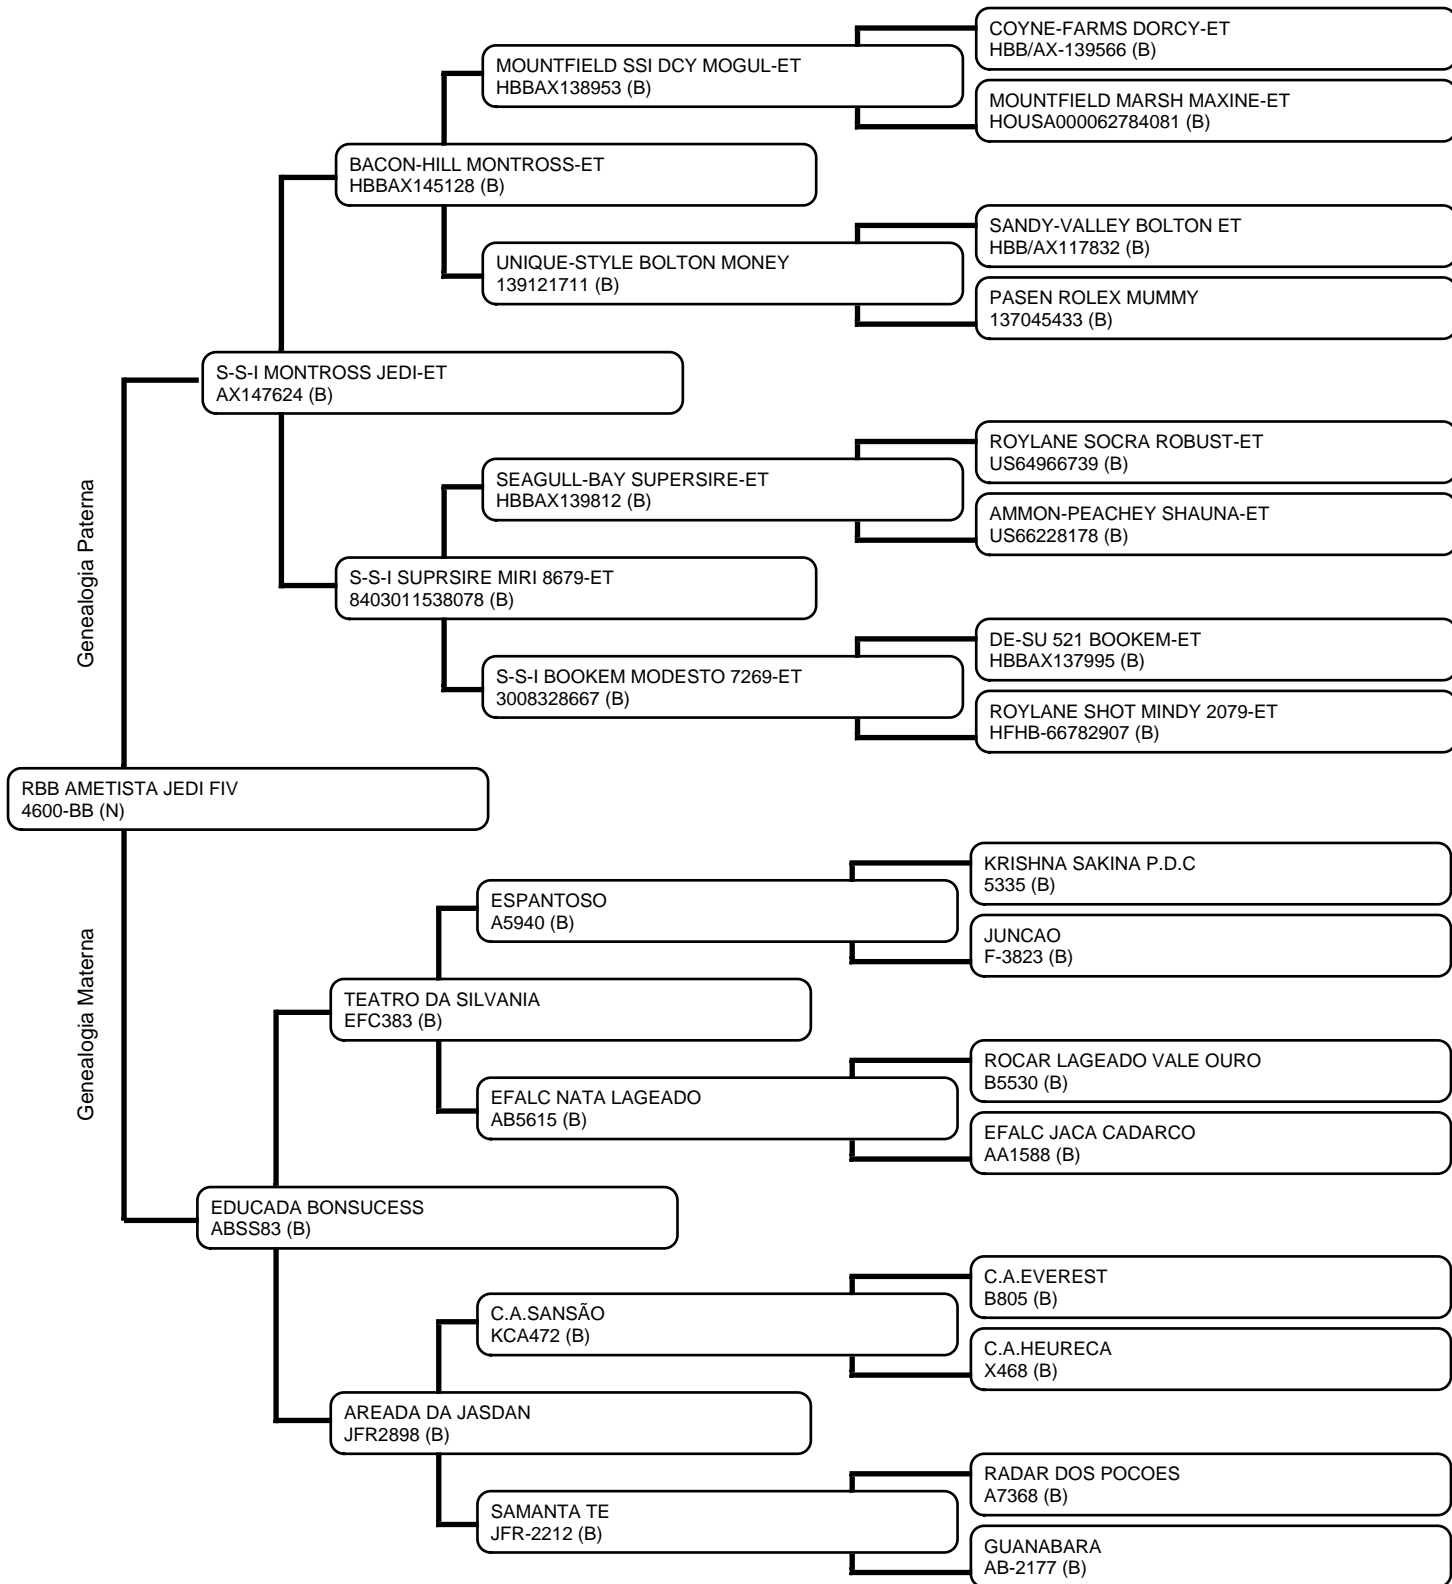 COYNE-FARMS DORCY-ET
HBB/AX-139566 (B)
MOUNTFIELD SSI DCY MOGUL-ET
HBBAX138953 (B)
MOUNTFIELD MARSH MAXINE-ET
HOUSA000062784081 (B)
BACON-HILL MONTROSS-ET
HBBAX145128 (B)
SANDY-VALLEY BOLTON ET
HBB/AX117832 (B)
UNIQUE-STYLE BOLTON MONEY
139121711 (B)
PASEN ROLEX MUMMY
137045433 (B)
S-S-I MONTROSS JEDI-ET
AX147624 (B)
ROYLANE SOCRA ROBUST-ET
US64966739 (B)
SEAGULL-BAY SUPERSIRE-ET
HBBAX139812 (B)
AMMON-PEACHEY SHAUNA-ET
US66228178 (B)
Genealogia Paterna
S-S-I SUPRSIRE MIRI 8679-ET
8403011538078 (B)
DE-SU 521 BOOKEM-ET
HBBAX137995 (B)
S-S-I BOOKEM MODESTO 7269-ET
3008328667 (B)
ROYLANE SHOT MINDY 2079-ET
HFHB-66782907 (B)
RBB AMETISTA JEDI FIV
4600-BB (N)
KRISHNA SAKINA P.D.C
5335 (B)
ESPANTOSO
A5940 (B)
JUNCAO
F-3823 (B)
Genealogia Materna
TEATRO DA SILVANIA
EFC383 (B)
ROCAR LAGEADO VALE OURO
B5530 (B)
EFALC NATA LAGEADO
AB5615 (B)
EFALC JACA CADARCO
AA1588 (B)
EDUCADA BONSUCESS
ABSS83 (B)
C.A.EVEREST
B805 (B)
C.A.SANSÃO
KCA472 (B)
C.A.HEURECA
X468 (B)
AREADA DA JASDAN
JFR2898 (B)
RADAR DOS POCOES
A7368 (B)
SAMANTA TE
JFR-2212 (B)
GUANABARA
AB-2177 (B)